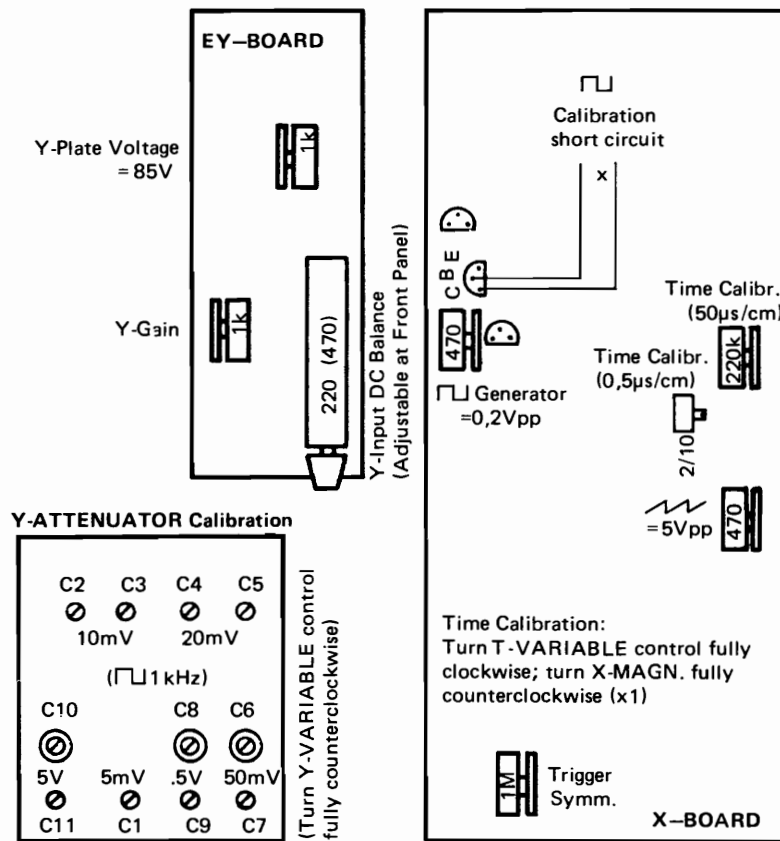 EY—BOARD
Y-Plate Voltage
= 85V
1k
Y-Gain
1k
220 (470)
Y-Input DC Balance
(Adjustable at Front Panel)
Calibration
short circuit
x
C B E
470
Generator
=0,2Vpp
Time Calibr.
(50µs/cm)
220k
Time Calibr.
(0,5µs/cm)
2/10
=5Vpp
470
Time Calibration:
Turn T-VARIABLE control fully
clockwise; turn X-MAGN. fully
counterclockwise (x1)
1M
Trigger
Symm.
X—BOARD
Y-ATTENUATOR Calibration
C2 C3 C4 C5
10mV 20mV
( 1 kHz)
C10 C8 C6
5V 5mV .5V 50mV
C11 C1 C9 C7
(Turn Y-VARIABLE control
fully counterclockwise)